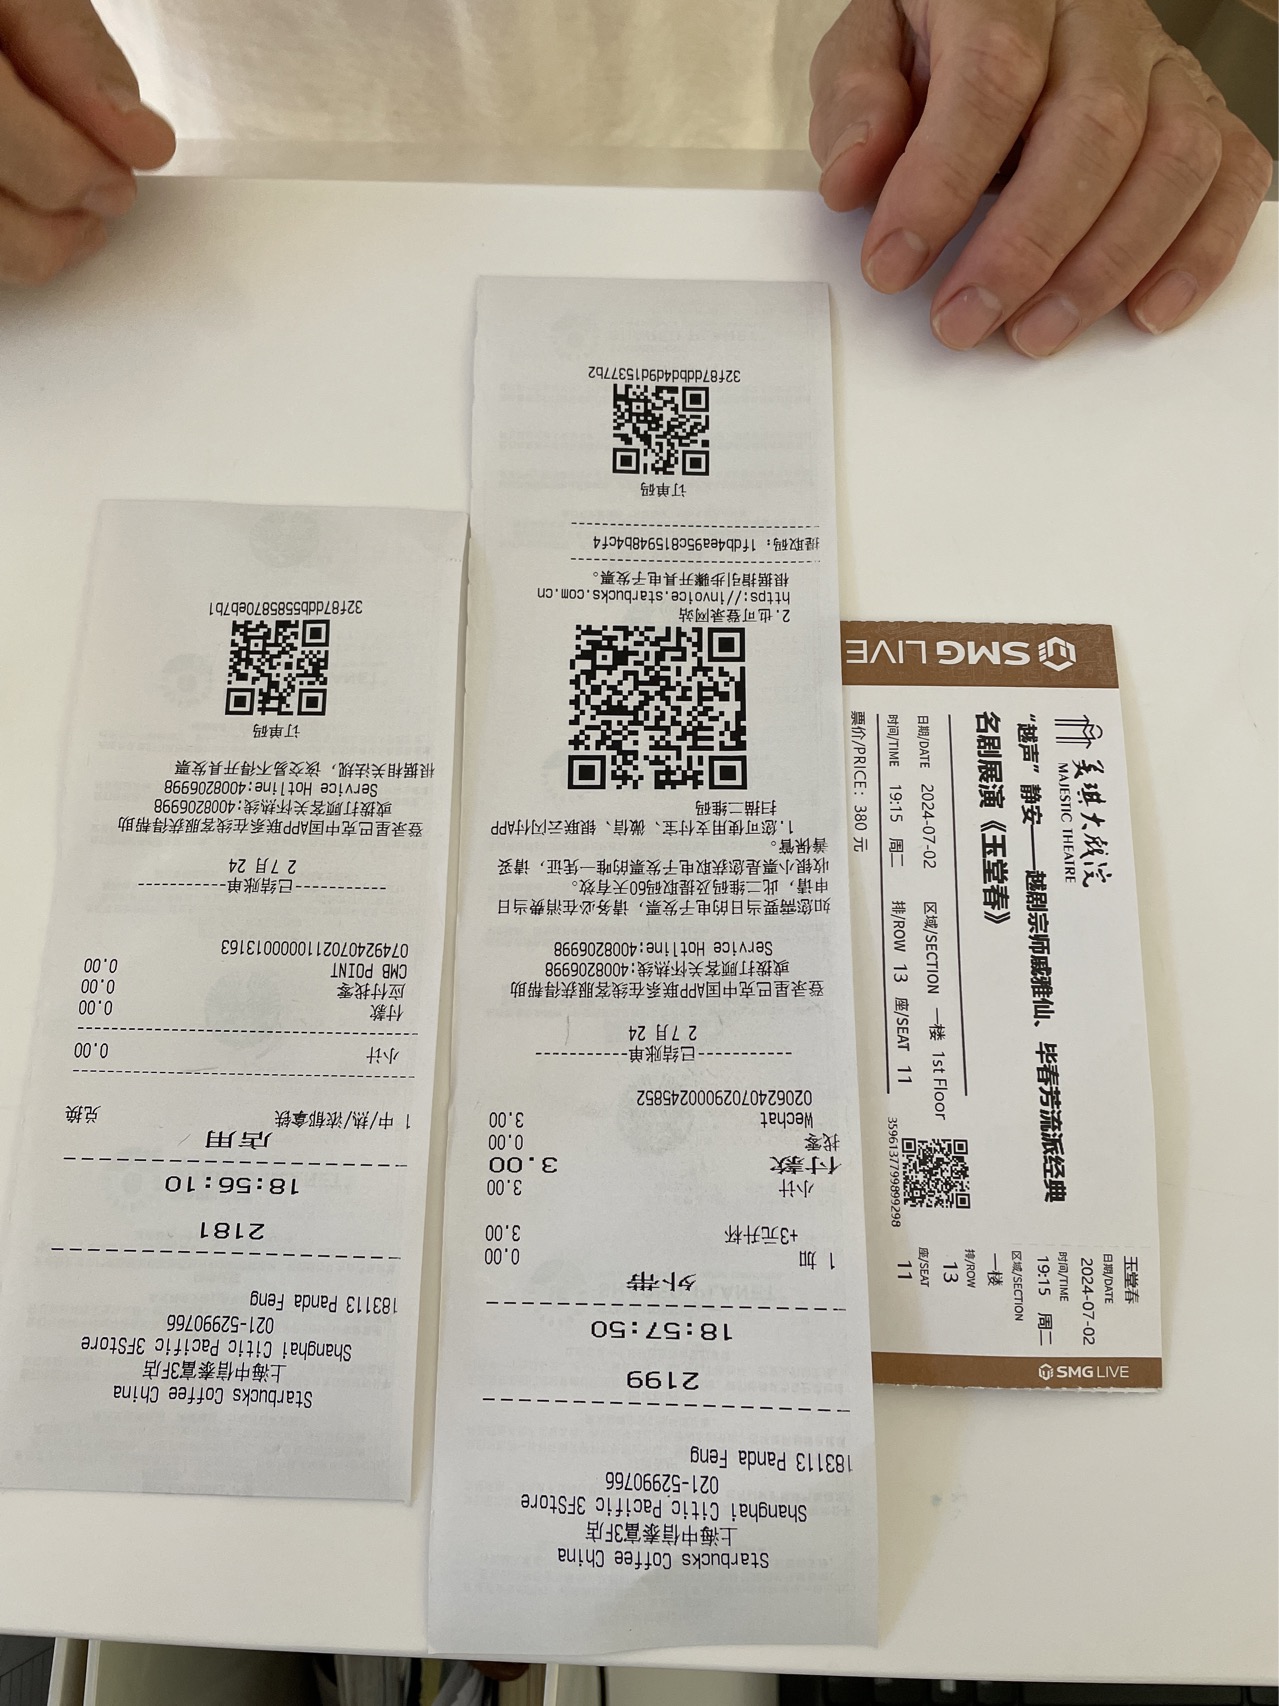 Starbucks Coffee China
上海中信泰富3F店
Shanghai Citic Pacific 3FStore
021-52990766
183113 Panda Feng
2181
18:56:10
店用
1 中/热/浓郁拿铁 兑换
小计 0.00
付款 0.00
应付找零 0.00
CMB POINT 0.00
0749240702110000013163
------------已结账单------------
2 7月 24
登录星巴克中国APP联系在线客服获得帮助
或拨打顾客关怀热线:4008206998
Service Hotline:4008206998
根据相关法规，该交易不得开具发票
订单码
32f87ddb5585870eb7b1
Starbucks Coffee China
上海中信泰富3F店
Shanghai Citic Pacific 3FStore
021-52990766
183113 Panda Feng
2199
18:57:50
外带
1 加 0.00
+3元升杯 3.00
小计 3.00
付款 3.00
找零 0.00
Wechat 3.00
02062407029000245852
------------已结账单------------
2 7月 24
登录星巴克中国APP联系在线客服获得帮助
或拨打顾客关怀热线:4008206998
Service Hotline:4008206998
如您需要当日的电子发票，请务必在消费当日
申请，此二维码及提取码60天有效。
收银小票是您获取电子发票的唯一凭证，请妥
善保管。
1.您可使用支付宝、微信、银联云闪付APP
扫描二维码
2.也可登录网站
https://invoice.starbucks.com.cn
根据指引步骤开具电子发票。
提取码: 1fdb4ea95c815948b4cf4
订单码
32f87ddbd4d9d15377b2
SMG LIVE
美琪大戏院
MAJESTIC THEATRE
“越声”静安——越剧宗师戚雅仙、毕春芳流派经典
名剧展演《玉堂春》
日期/DATE 2024-07-02 区域/SECTION 一楼 1st Floor
时间/TIME 19:15 周二 排/ROW 13 座/SEAT 11
票价/PRICE: 380 元
3596137799899298
玉堂春
日期/DATE
2024-07-02
时间/TIME
19:15 周二
区域/SECTION
一楼
排/ROW
13
座/SEAT
11
SMG LIVE